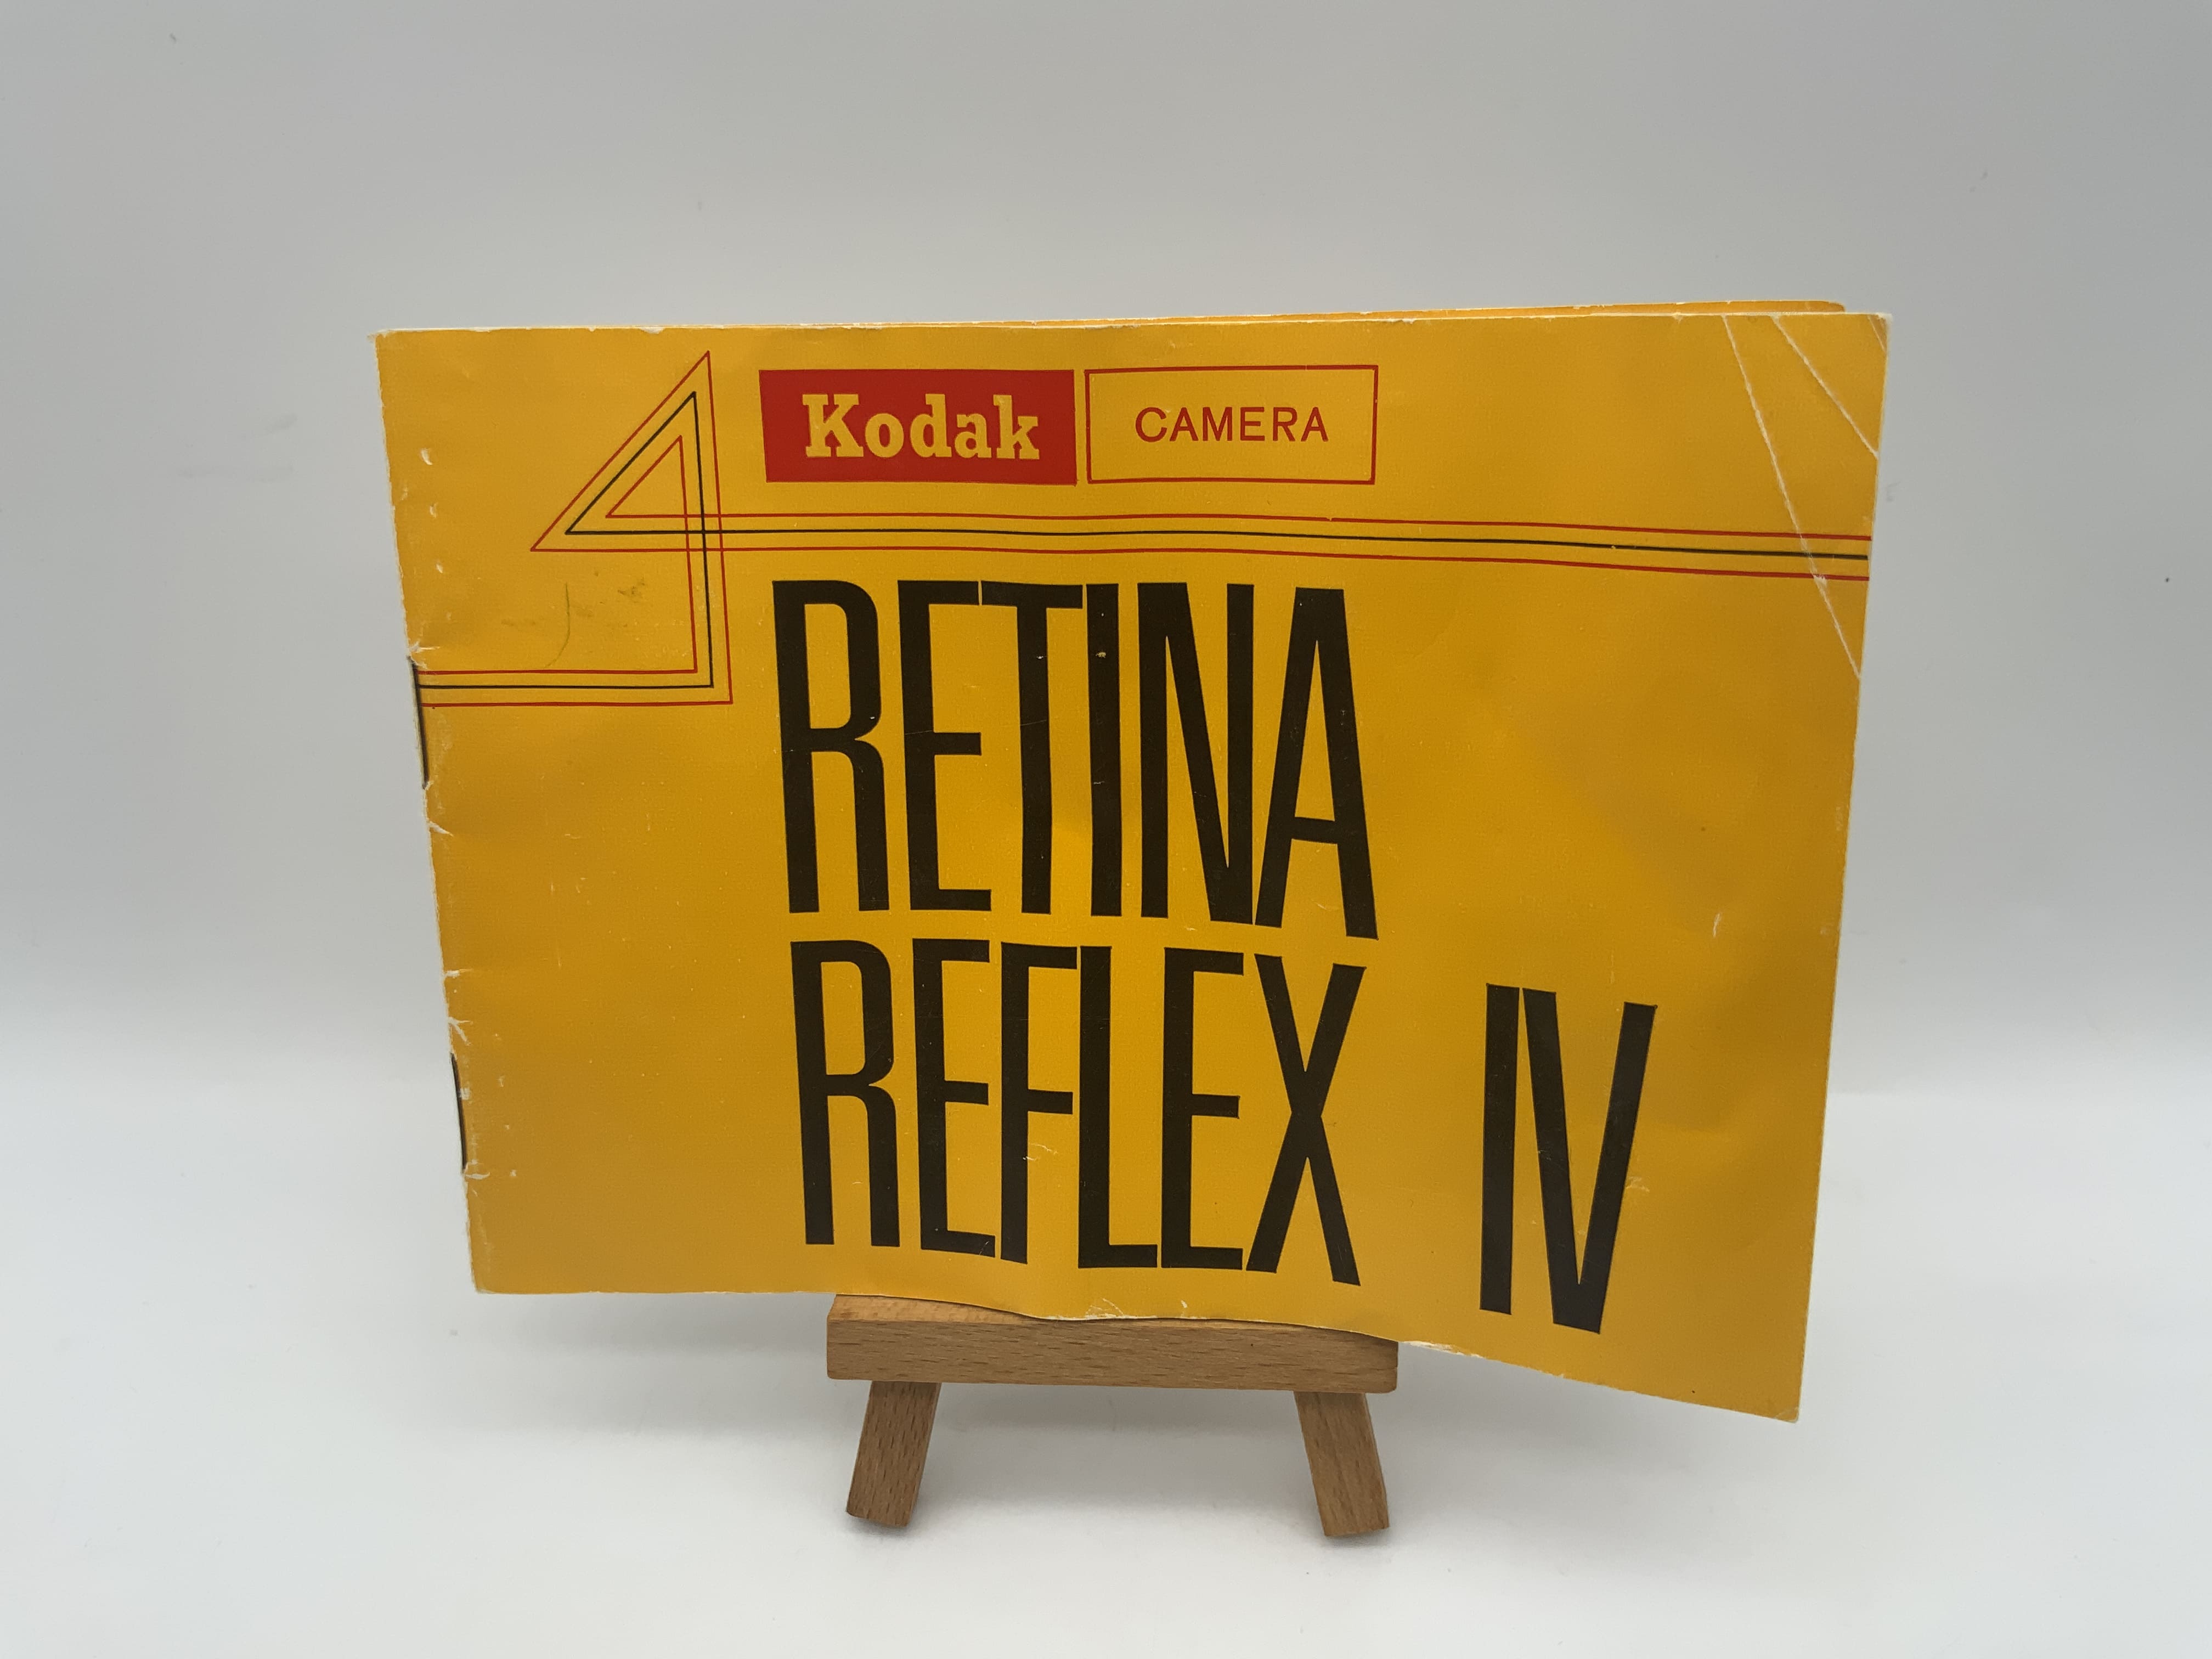 Kodak CAMERA
RETINA
REFLEX IV